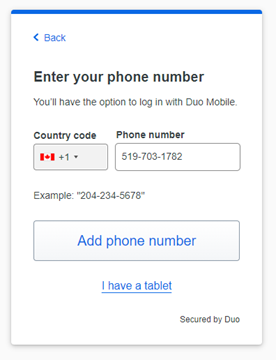 Back
Enter your phone number
You'll have the option to log in with Duo Mobile.
Country code Phone number
+1 519-703-1782
Example: "204-234-5678"
Add phone number
I have a tablet
Secured by Duo